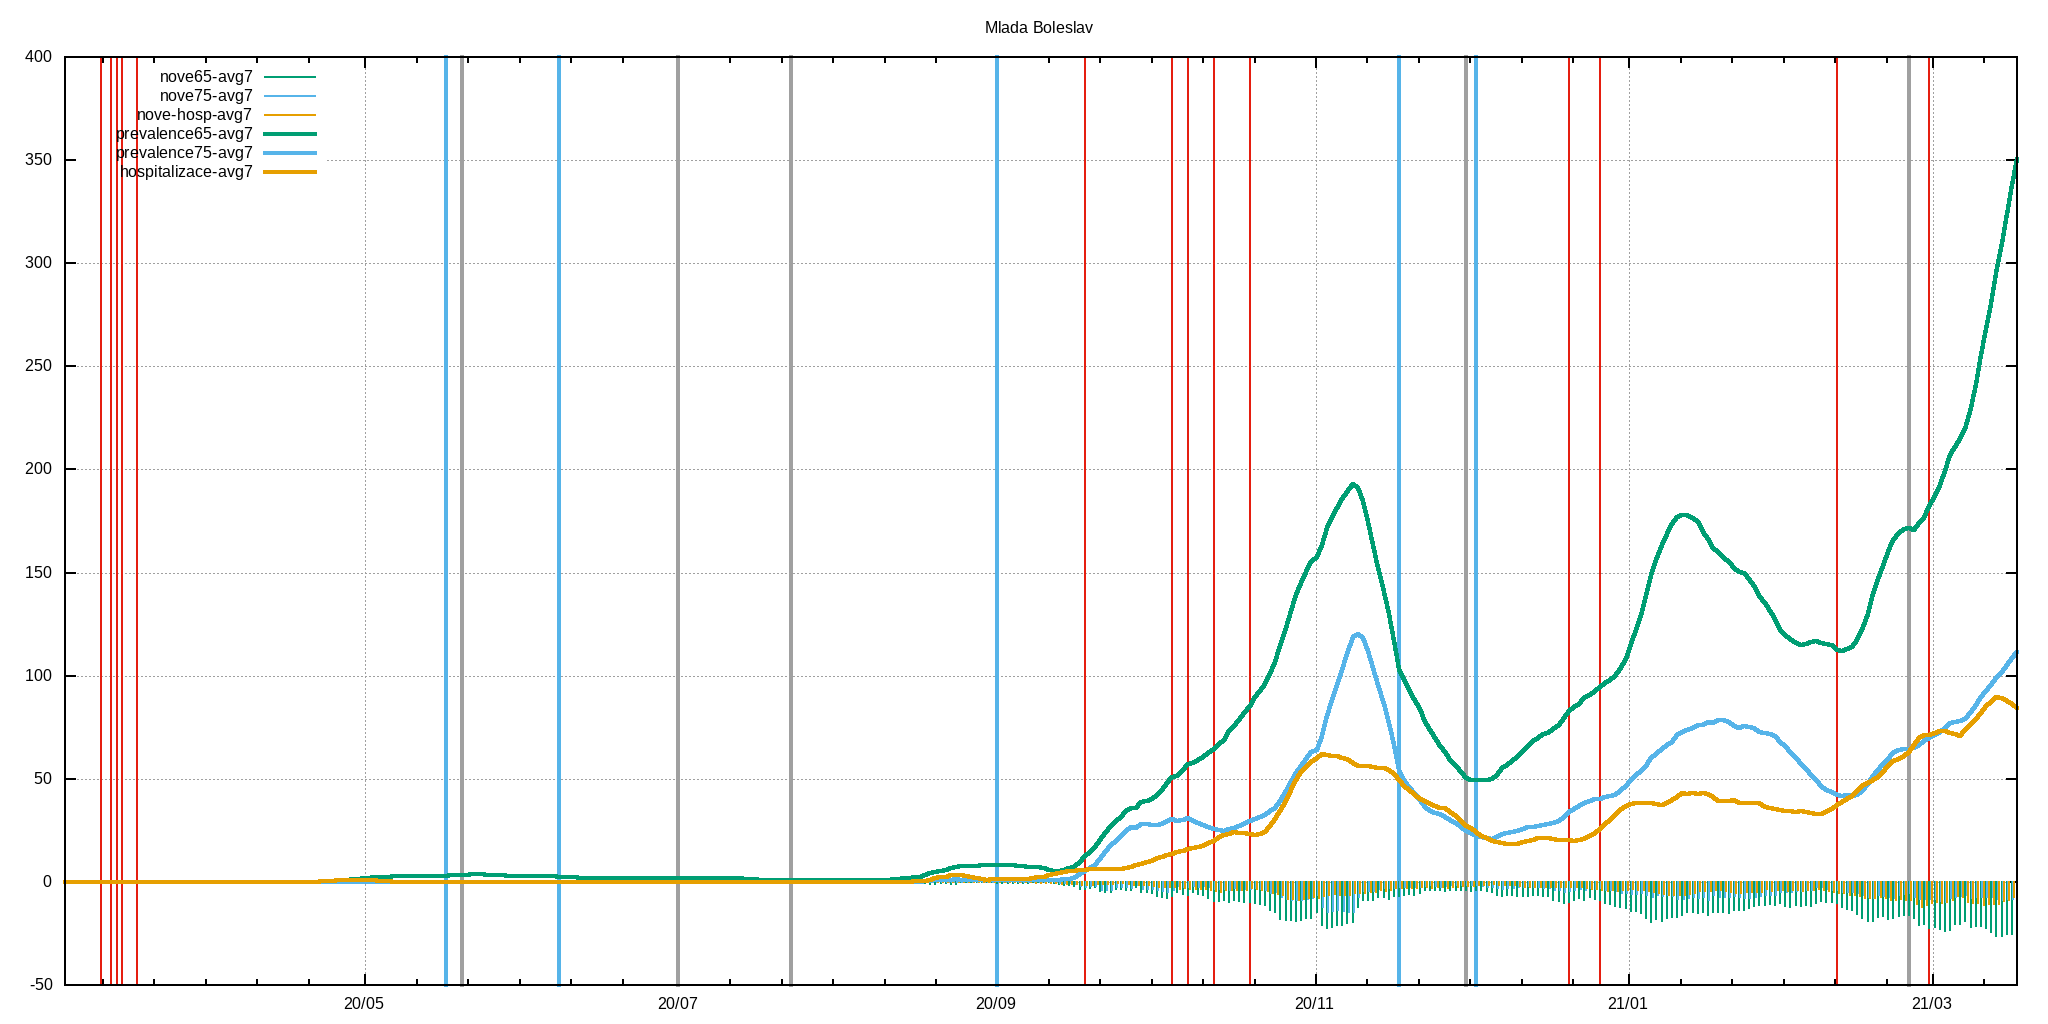 Mlada Boleslav
400
350
300
250
200
150
100
50
0
-50
nove65-avg7
nove75-avg7
nove-hosp-avg7
prevalence65-avg7
prevalence75-avg7
hospitalizace-avg7
20/05
20/07
20/09
20/11
21/01
21/03